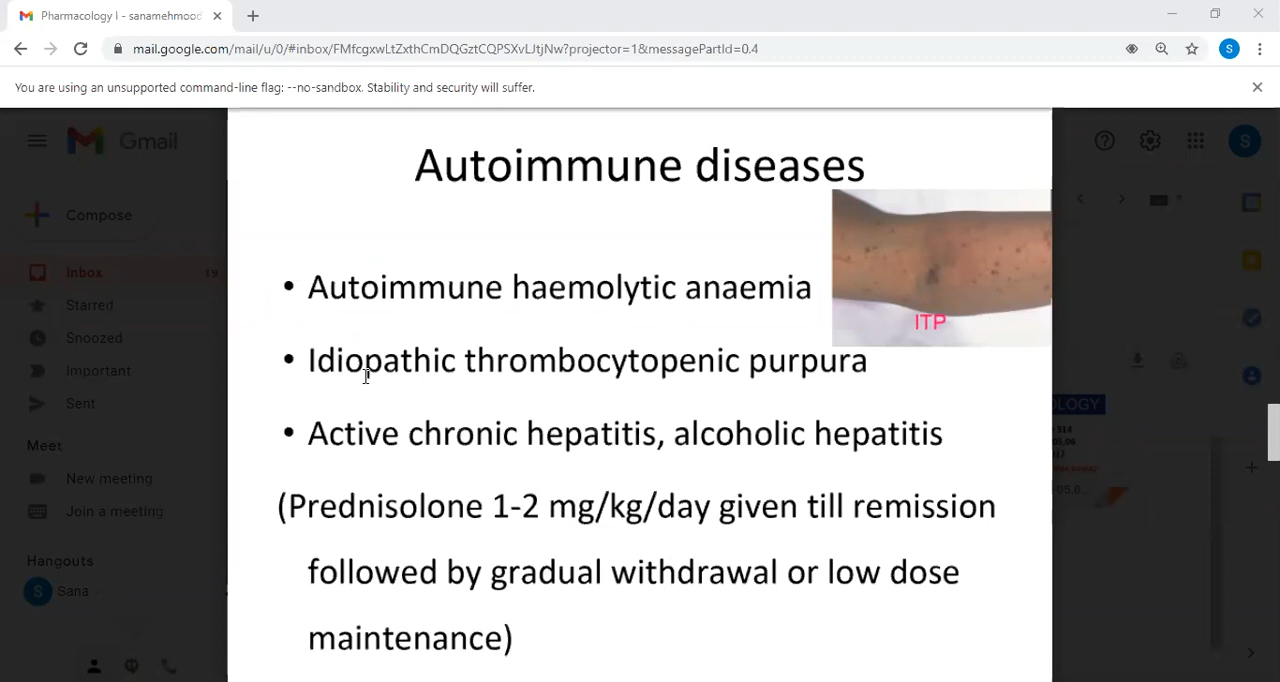 Pharmacology I - sanamehmood
mail.google.com/mail/u/0/#inbox/FMfcgxwLtZxthCmDQGztCQPSXvLJtjNw?projector=1&messagePartId=0.4
S
You are using an unsupported command-line flag: --no-sandbox. Stability and security will suffer.
Gmail
S
Compose
Inbox 19
Starred
Snoozed
Important
Sent
Meet
New meeting
Join a meeting
Hangouts
S Sana
Autoimmune diseases
• Autoimmune haemolytic anaemia
ITP
• Idiopathic thrombocytopenic purpura
• Active chronic hepatitis, alcoholic hepatitis
(Prednisolone 1-2 mg/kg/day given till remission
followed by gradual withdrawal or low dose
maintenance)
OLOGY
314